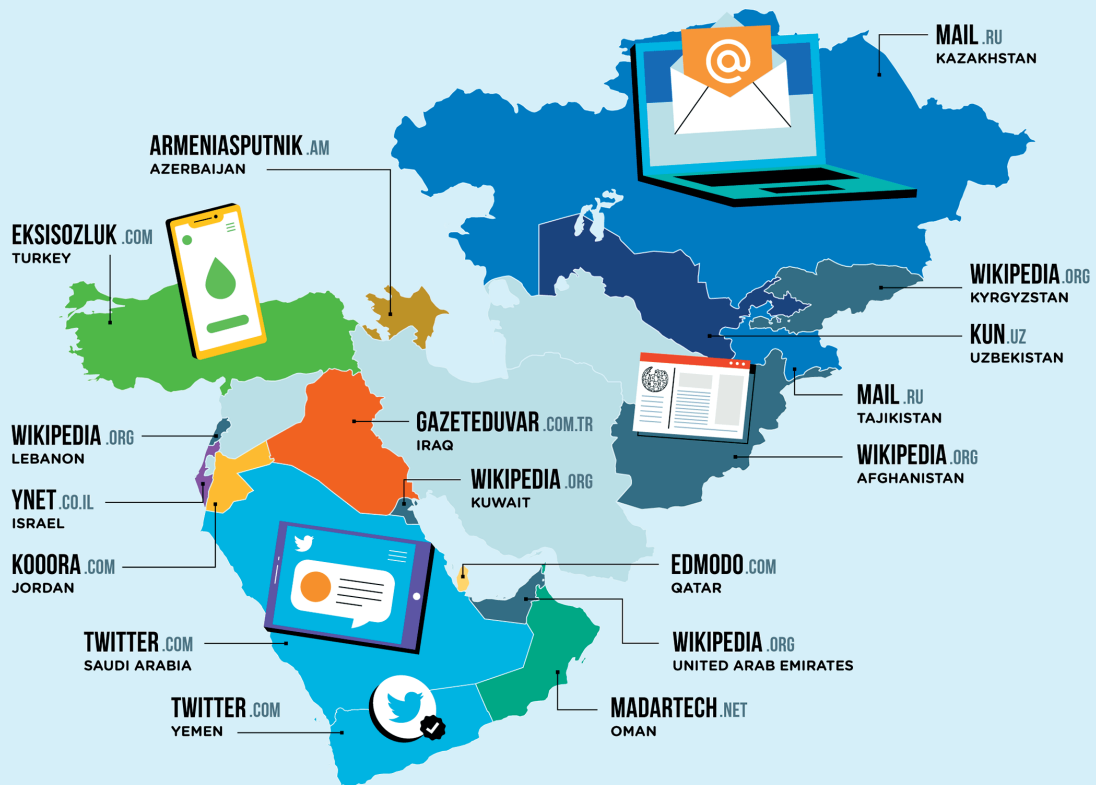 MAIL.RU
KAZAKHSTAN
ARMENIASPUTNIK.AM
AZERBAIJAN
EKSISOZLUK.COM
TURKEY
WIKIPEDIA.ORG
KYRGYZSTAN
KUN.UZ
UZBEKISTAN
MAIL.RU
TAJIKISTAN
GAZETEDUVAR.COM.TR
IRAQ
WIKIPEDIA.ORG
LEBANON
WIKIPEDIA.ORG
AFGHANISTAN
WIKIPEDIA.ORG
KUWAIT
YNET.CO.IL
ISRAEL
KOOORA.COM
JORDAN
EDMODO.COM
QATAR
TWITTER.COM
SAUDI ARABIA
WIKIPEDIA.ORG
UNITED ARAB EMIRATES
TWITTER.COM
YEMEN
MADARTECH.NET
OMAN
@